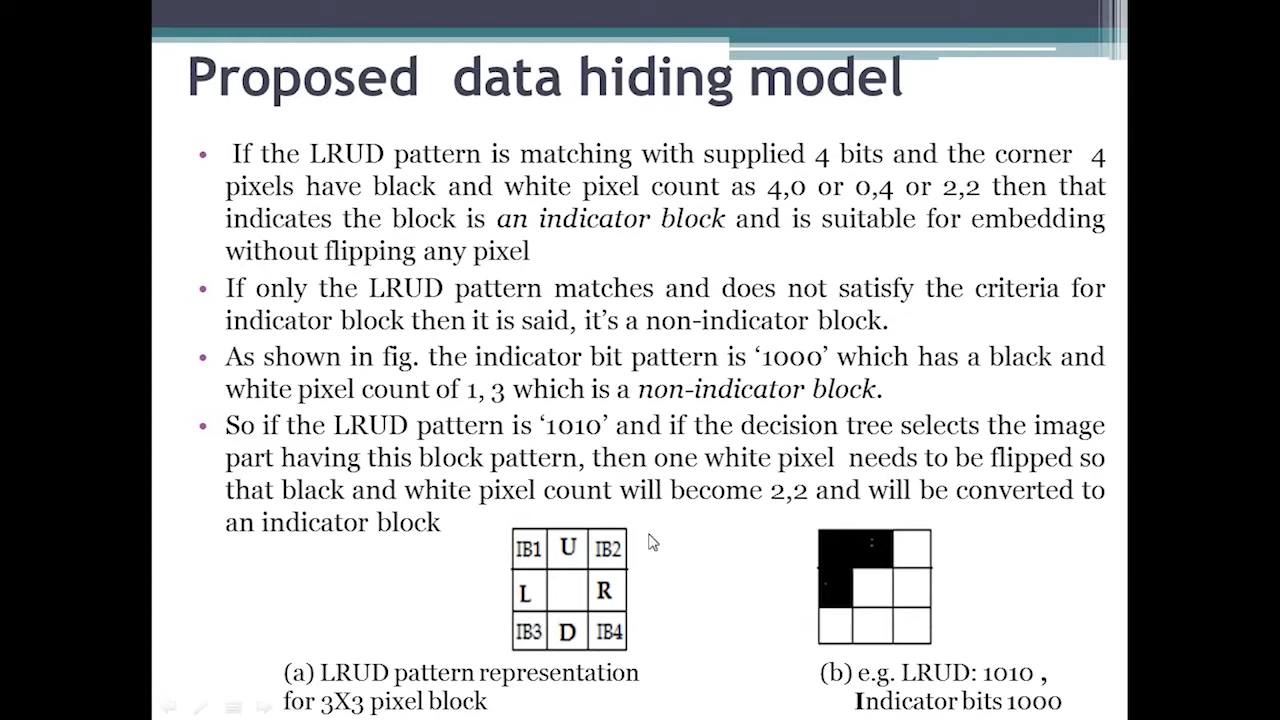 Proposed data hiding model
• If the LRUD pattern is matching with supplied 4 bits and the corner 4
pixels have black and white pixel count as 4,0 or 0,4 or 2,2 then that
indicates the block is an indicator block and is suitable for embedding
without flipping any pixel
• If only the LRUD pattern matches and does not satisfy the criteria for
indicator block then it is said, it's a non-indicator block.
• As shown in fig. the indicator bit pattern is ‘1000’ which has a black and
white pixel count of 1, 3 which is a non-indicator block.
• So if the LRUD pattern is ‘1010’ and if the decision tree selects the image
part having this block pattern, then one white pixel needs to be flipped so
that black and white pixel count will become 2,2 and will be converted to
an indicator block
IB1 U IB2
L R
IB3 D IB4
(a) LRUD pattern representation
for 3X3 pixel block
(b) e.g. LRUD: 1010 ,
Indicator bits 1000